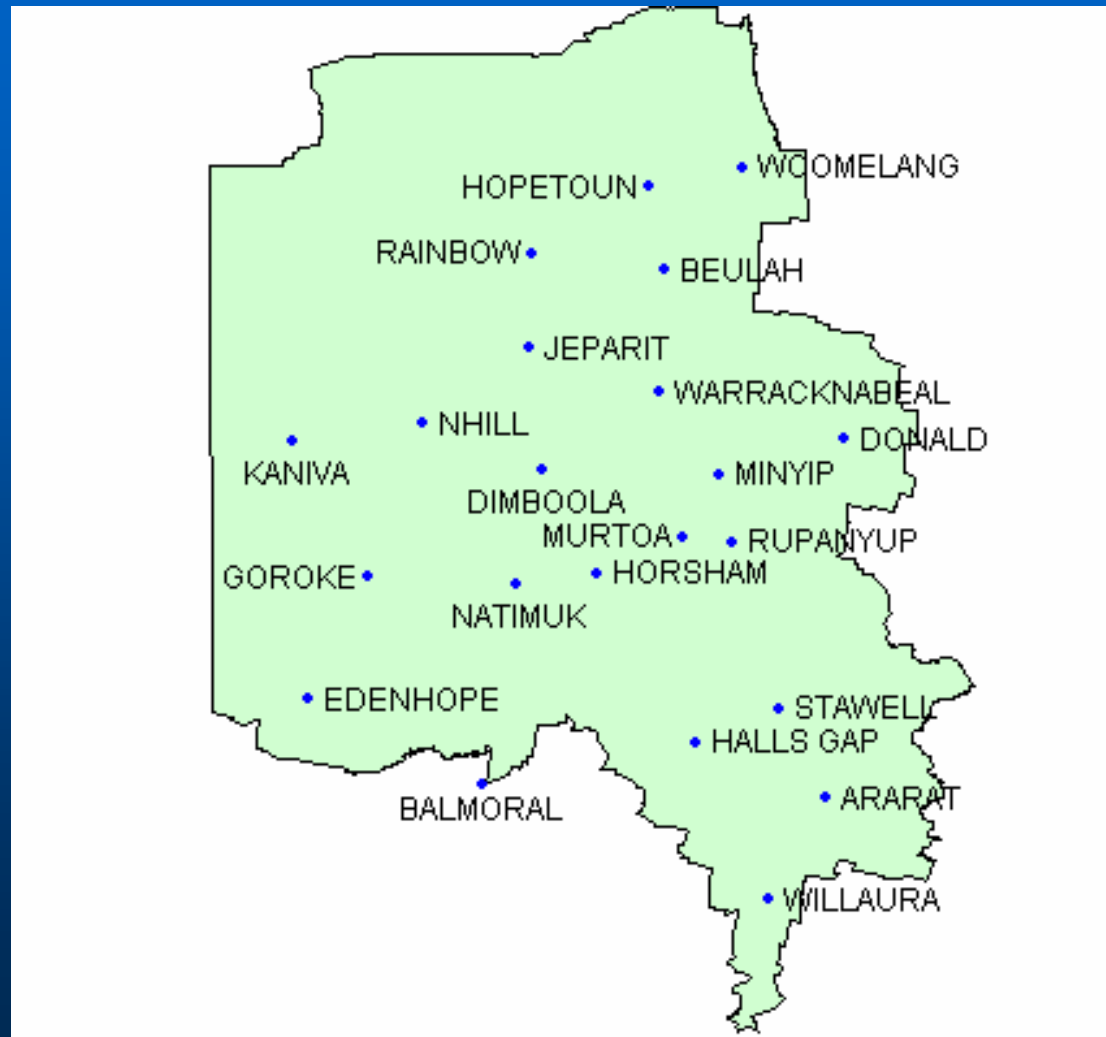 WOOMELANG
HOPETOUN
RAINBOW
BEULAH
JEPARIT
WARRACKNABEAL
NHILL
DONALD
KANIVA
MINYIP
DIMBOOLA
MURTOA
RUPANYUP
GOROKE
HORSHAM
NATIMUK
EDENHOPE
STAWELL
HALLS GAP
BALMORAL
ARARAT
WILLAURA